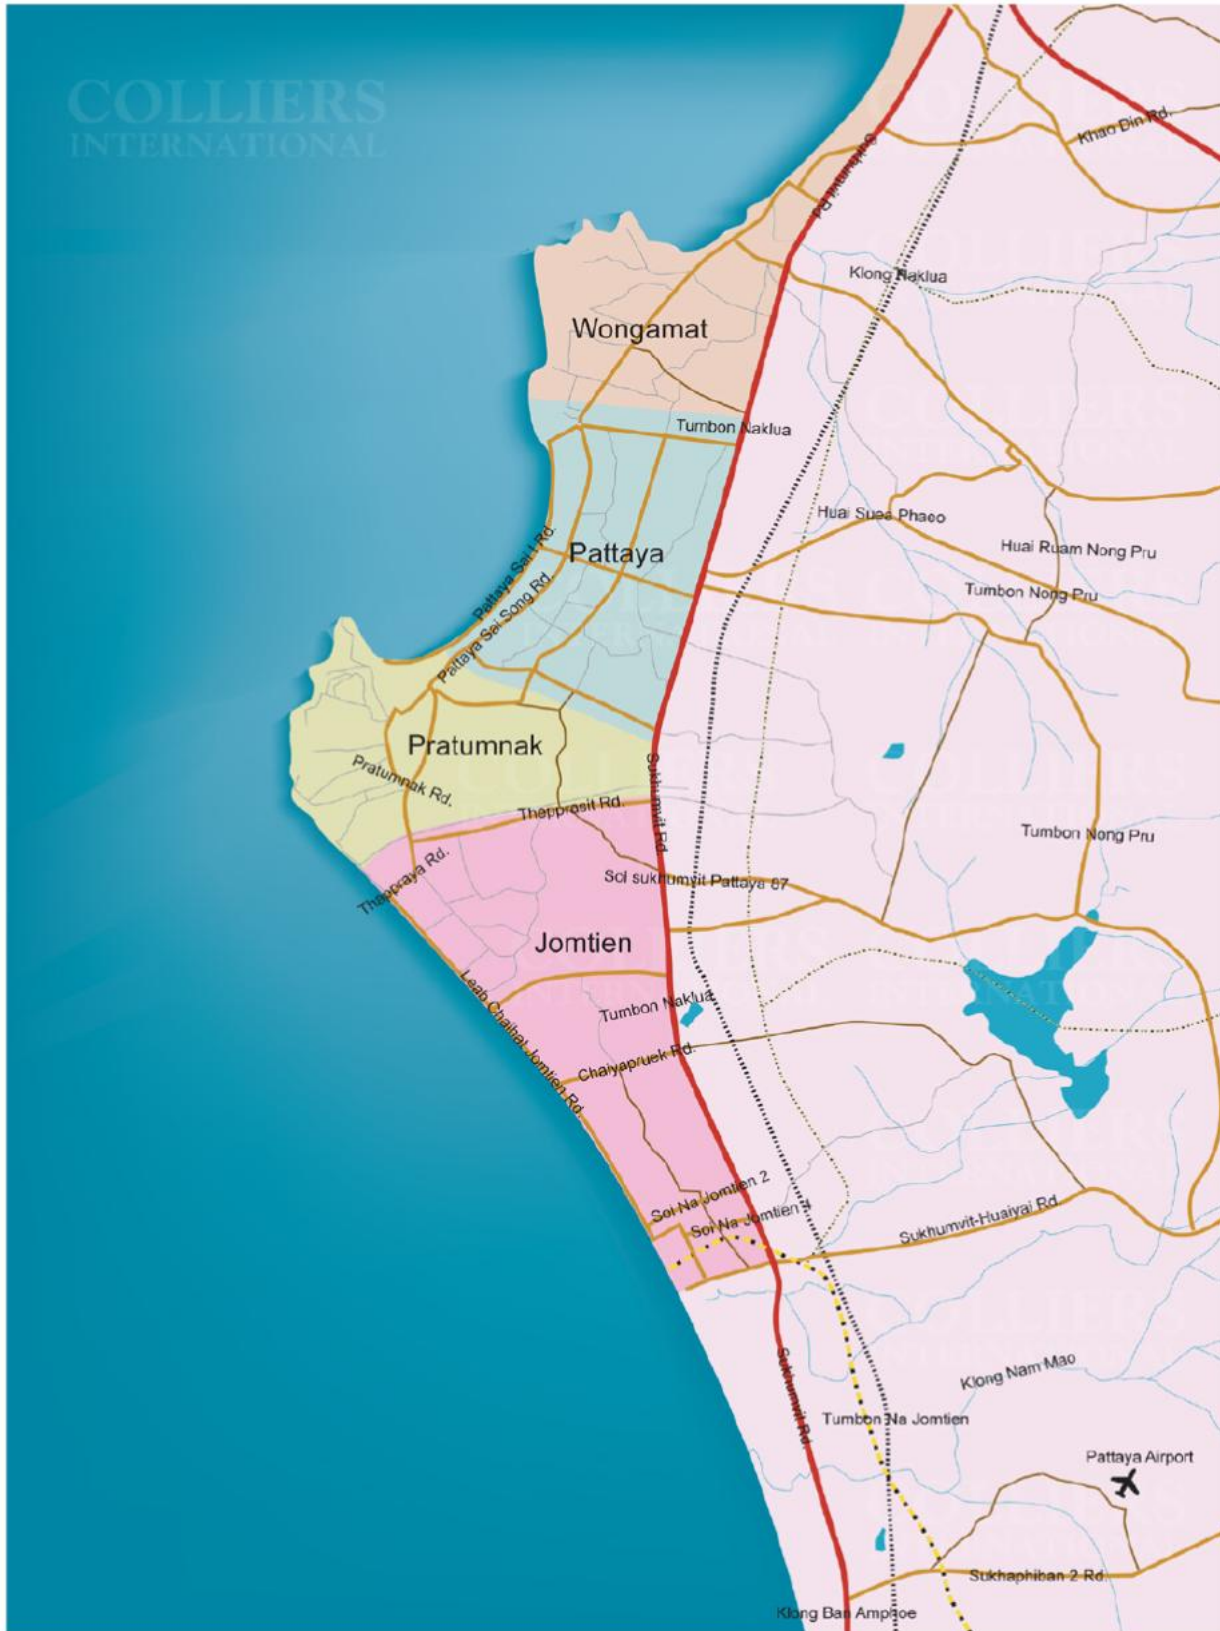 COLLIERS
INTERNATIONAL
Khao Din Rd.
Sukhumvit Rd
Klong Naklua
Wongamat
Tumbon Naklua
Huai Suea Phaeo
Pattaya Sai 1 Rd.
Pattaya
Huai Ruam Nong Pru
Pattaya Sai Song Rd.
Tumbon Nong Pru
Pratumnak
Pratumnak Rd.
Sukhumvit Rd.
Thepprosit Rd.
Tumbon Nong Pru
Thappraya Rd.
Soi sukhumvit Pattaya 87
Jomtien
Leab Chaihat Jomtien Rd.
Tumbon Naklua
Chaiyapruek Rd.
Soi Na Jomtien 2
Soi Na Jomtien 4
Sukhumvit-Huaiyai Rd.
Sukhumvit Rd.
Klong Nam Mao
Tumbon Na Jomtien
Pattaya Airport
Sukhaphiban 2 Rd.
Klong Ban Amphoe